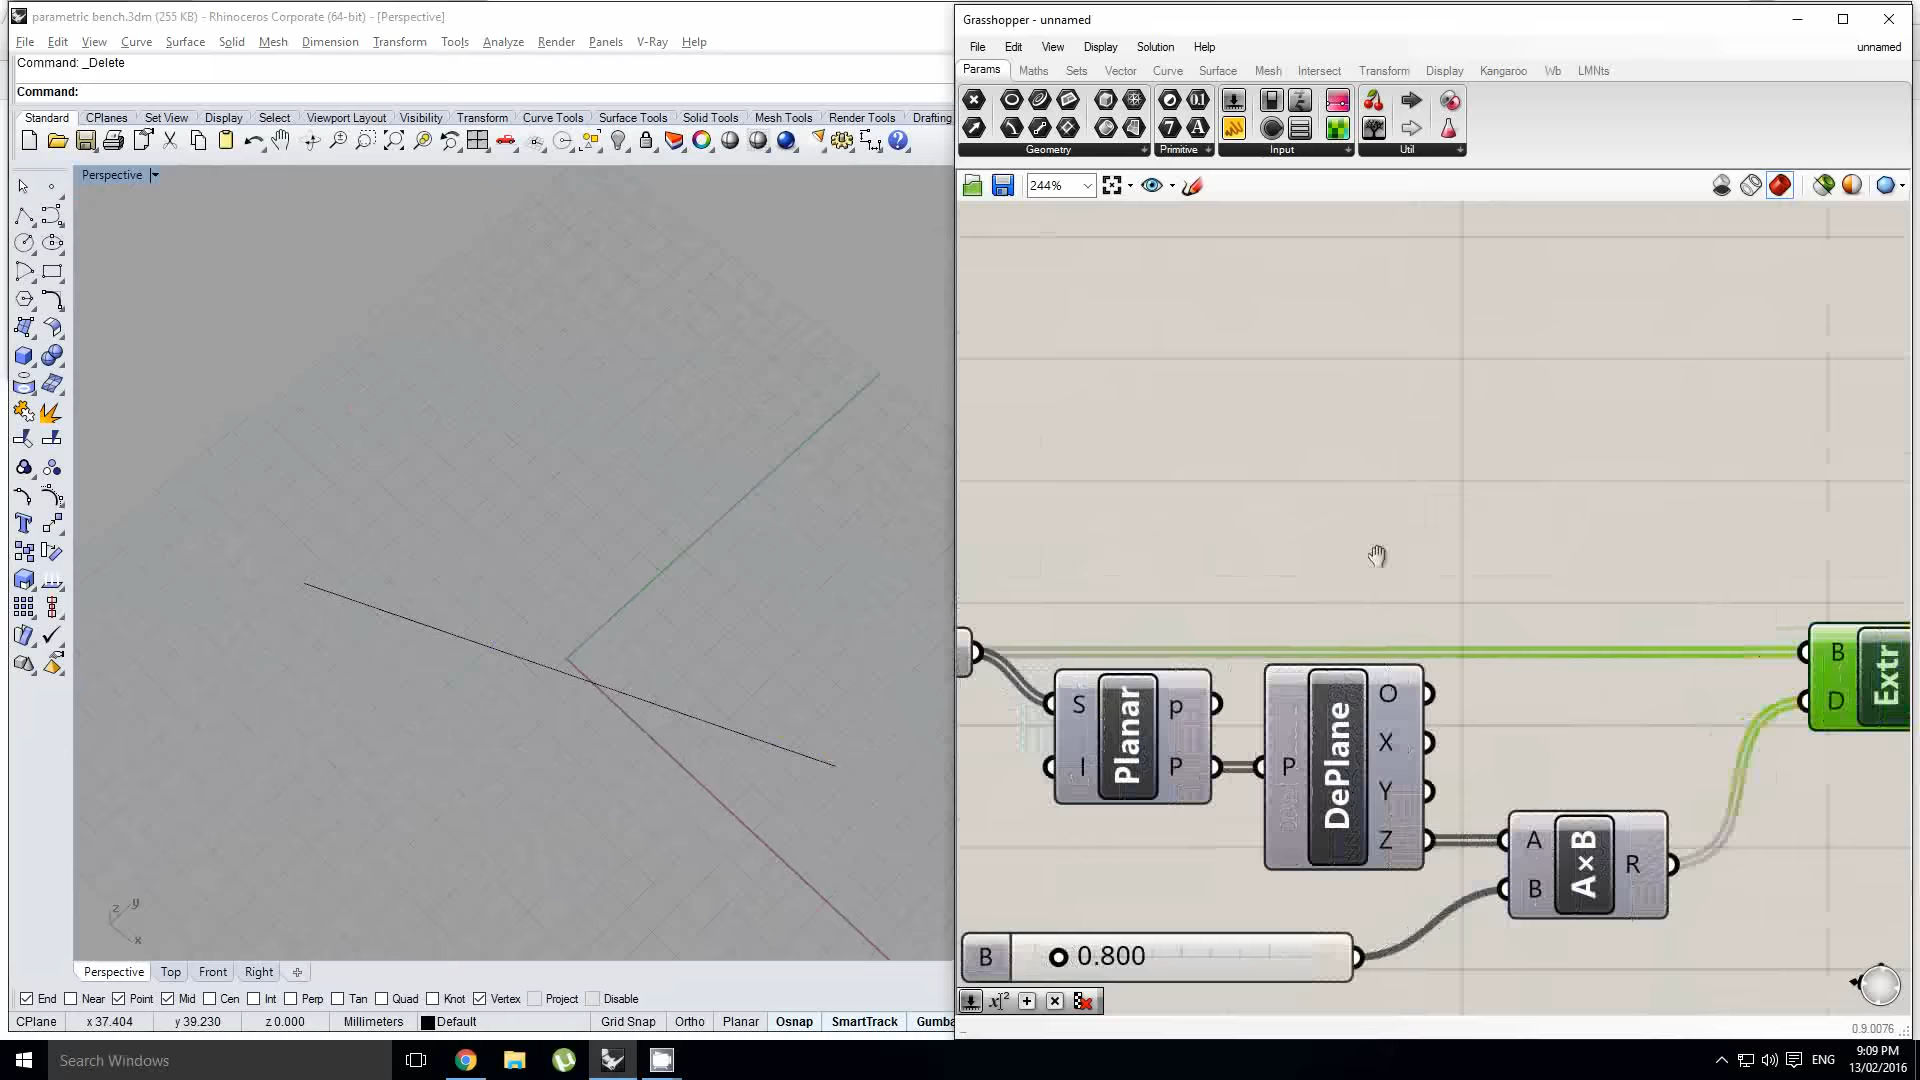 parametric bench.3dm (255 KB) - Rhinoceros Corporate (64-bit) - [Perspective]
File Edit View Curve Surface Solid Mesh Dimension Transform Tools Analyze Render Panels V-Ray Help
Command: _Delete
Command:
Standard CPlanes Set View Display Select Viewport Layout Visibility Transform Curve Tools Surface Tools Solid Tools Mesh Tools Render Tools Drafting
Perspective
z y
x
Perspective Top Front Right
End Near Point Mid Cen Int Perp Tan Quad Knot Vertex Project Disable
CPlane x 37.404 y 39.230 z 0.000 Millimeters Default Grid Snap Ortho Planar Osnap SmartTrack Gumba
Grasshopper - unnamed
File Edit View Display Solution Help unnamed
Params Maths Sets Vector Curve Surface Mesh Intersect Transform Display Kangaroo Wb LMNts
Geometry Primitive Input Util
244%
B
D
Extr
S
I
Planar
p
P
P
DePlane
O
X
Y
Z
A
B
A×B
R
B 0.800
0.9.0076
Search Windows
ENG
9:09 PM
13/02/2016